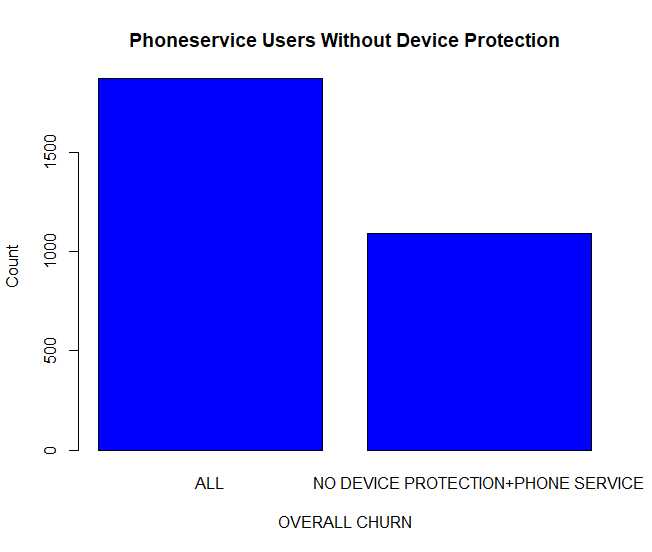 Phoneservice Users Without Device Protection
Count
1500
1000
500
0
ALL
NO DEVICE PROTECTION+PHONE SERVICE
OVERALL CHURN